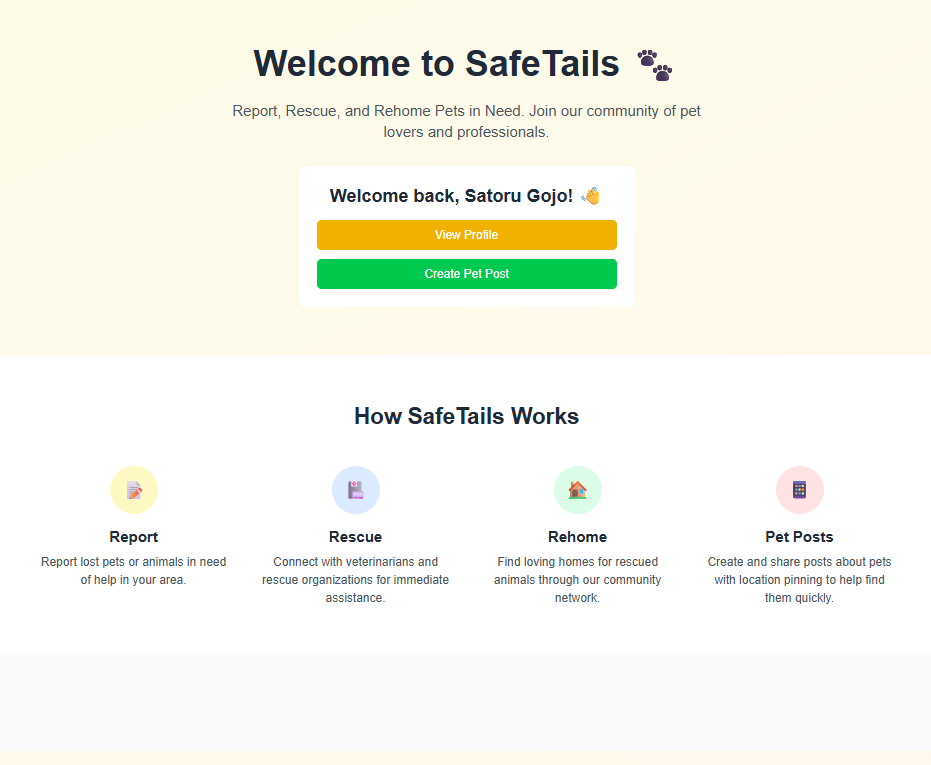 Welcome to SafeTails 🐾
Report, Rescue, and Rehome Pets in Need. Join our community of pet
lovers and professionals.
Welcome back, Satoru Gojo! 👋
View Profile
Create Pet Post
How SafeTails Works
Report
Report lost pets or animals in need
of help in your area.
Rescue
Connect with veterinarians and
rescue organizations for immediate
assistance.
Rehome
Find loving homes for rescued
animals through our community
network.
Pet Posts
Create and share posts about pets
with location pinning to help find
them quickly.